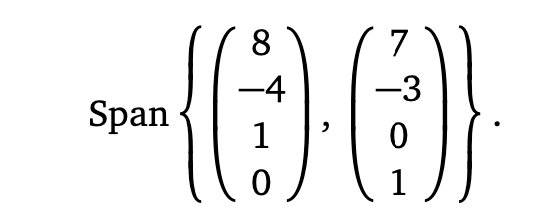 Span { ( 8 −4 1 0 ) , ( 7 −3 0 1 ) } .